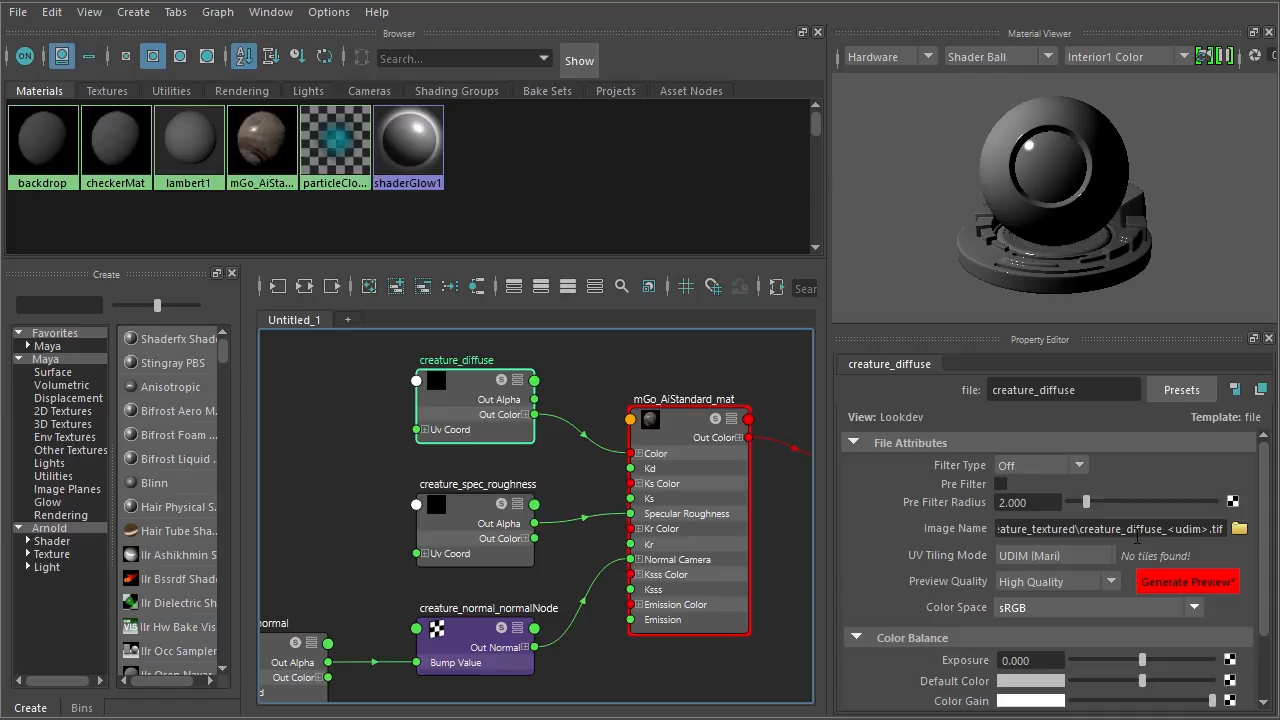 File Edit View Create Tabs Graph Window Options Help
Browser
ON
Search...
Show
Materials Textures Utilities Rendering Lights Cameras Shading Groups Bake Sets Projects Asset Nodes
backdrop checkerMat lambert1 mGo_AiSta... particleClo... shaderGlow1
Create
Favorites
Maya
Maya
Surface
Volumetric
Displacement
2D Textures
3D Textures
Env Textures
Other Textures
Lights
Utilities
Image Planes
Glow
Rendering
Arnold
Shader
Texture
Light
Shaderfx Shad
Stingray PBS
Anisotropic
Bifrost Aero M
Bifrost Foam
Bifrost Liquid
Blinn
Hair Physical S
Hair Tube Sha
Ilr Ashikhmin S
Ilr Bssrdf Shad
Ilr Dielectric Sh
Ilr Hw Bake Vis
Ilr Occ Sampler
Create Bins
Sear
Untitled_1 +
creature_diffuse
Out Alpha
Out Color
Uv Coord
creature_spec_roughness
Out Alpha
Out Color
Uv Coord
creature_normal_normalNode
Out Normal
Bump Value
normal
Out Alpha
Out Color
mGo_AiStandard_mat
Out Color
Color
Kd
Ks Color
Ks
Specular Roughness
Kr Color
Kr
Normal Camera
Ksss Color
Ksss
Emission Color
Emission
Material Viewer
Hardware Shader Ball Interior1 Color
Property Editor
creature_diffuse
file: creature_diffuse Presets
View: Lookdev Template: file
File Attributes
Filter Type Off
Pre Filter
Pre Filter Radius 2.000
Image Name eature_textured\creature_diffuse_<udim>.tif
UV Tiling Mode UDIM (Mari) No tiles found!
Preview Quality High Quality Generate Preview*
Color Space sRGB
Color Balance
Exposure 0.000
Default Color
Color Gain